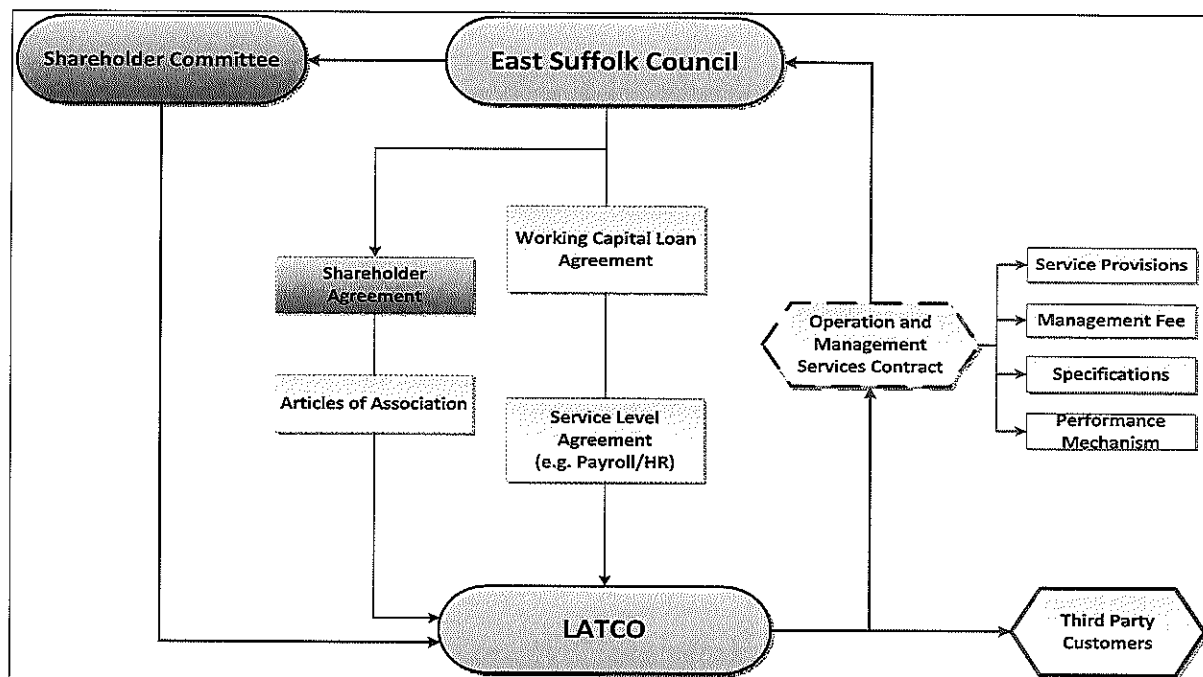 Shareholder Committee
East Suffolk Council
Working Capital Loan
Agreement
Shareholder
Agreement
Service Provisions
Operation and
Management
Services Contract
Management Fee
Specifications
Articles of Association
Service Level
Agreement
(e.g. Payroll/HR)
Performance
Mechanism
LATCO
Third Party
Customers